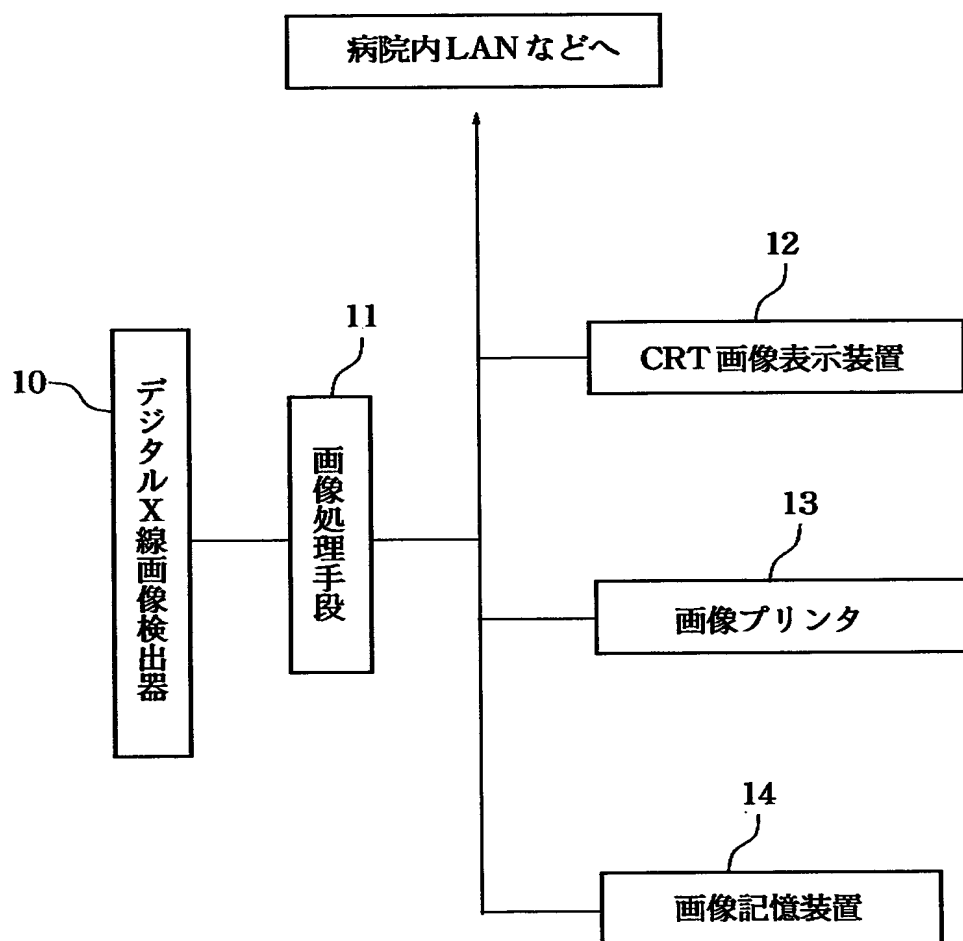 病院内LANなどへ
12
CRT画像表示装置
11
10
デジタルX線画像検出器
画像処理手段
13
画像プリンタ
14
画像記憶装置